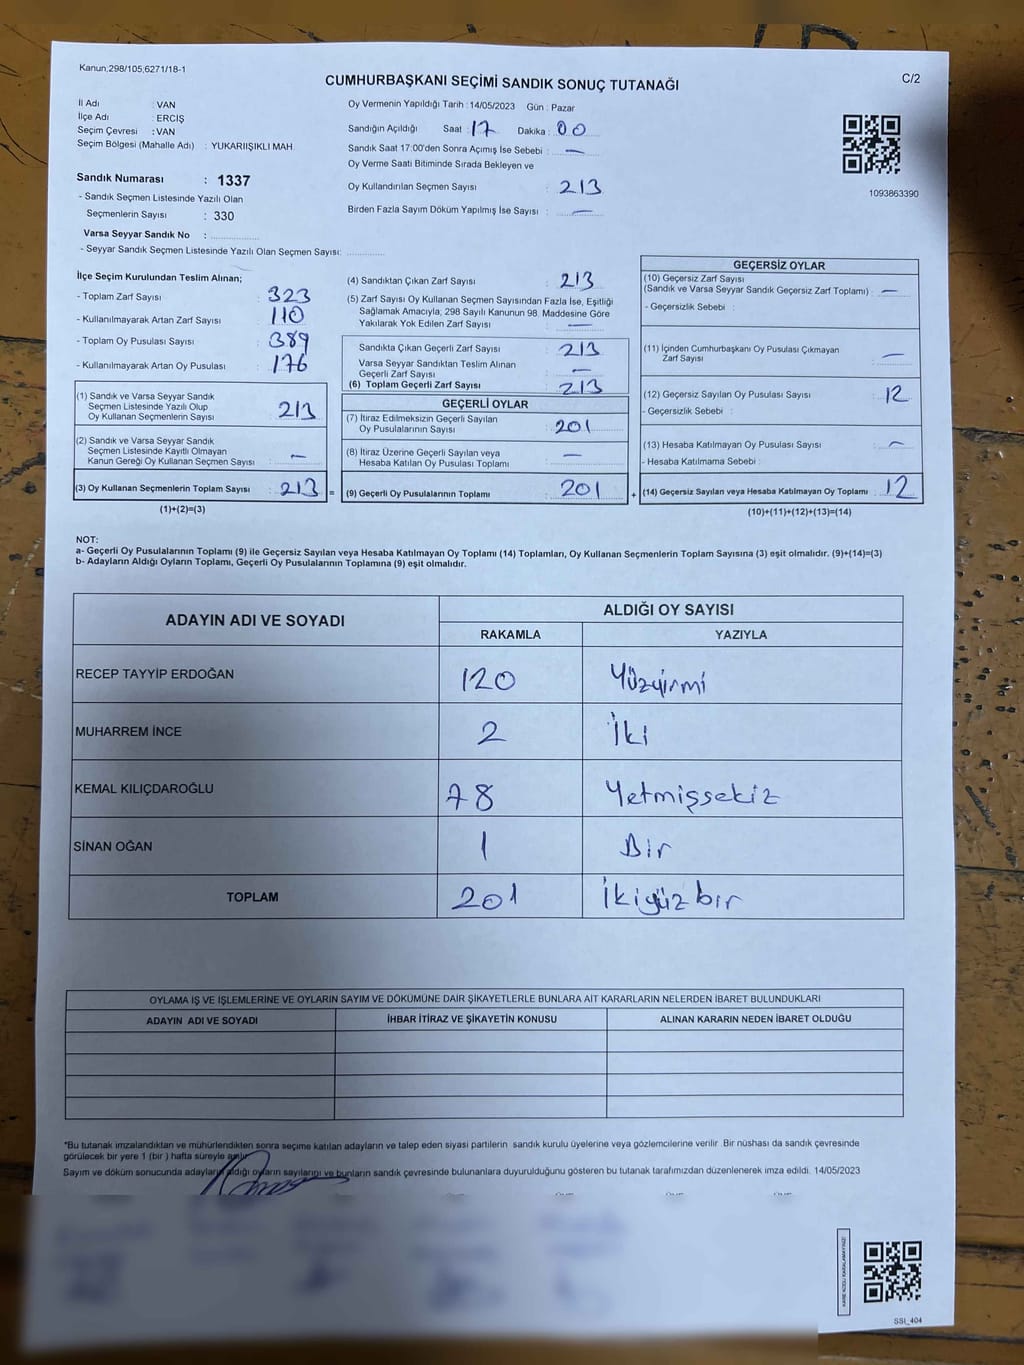 Kanun;298/105;6271/18-1
CUMHURBAŞKANI SEÇİMİ SANDIK SONUÇ TUTANAĞI
C/2
İl Adı : VAN
İlçe Adı : ERCİŞ
Seçim Çevresi : VAN
Seçim Bölgesi (Mahalle Adı) : YUKARIIŞIKLI MAH.
Sandık Numarası : 1337
- Sandık Seçmen Listesinde Yazılı Olan
Seçmenlerin Sayısı : 330
Varsa Seyyar Sandık No :
- Seyyar Sandık Seçmen Listesinde Yazılı Olan Seçmen Sayısı:
Oy Vermenin Yapıldığı Tarih : 14/05/2023 Gün : Pazar
Sandığın Açıldığı Saat : 17 Dakika : 00
Sandık Saat 17:00'den Sonra Açımış İse Sebebi : —
Oy Verme Saati Bitiminde Sırada Bekleyen ve
Oy Kullandırılan Seçmen Sayısı : 213
Birden Fazla Sayım Döküm Yapılmış İse Sayısı : —
1093863390
İlçe Seçim Kurulundan Teslim Alınan;
- Toplam Zarf Sayısı : 323
- Kullanılmayarak Artan Zarf Sayısı : 110
- Toplam Oy Pusulası Sayısı : 389
- Kullanılmayarak Artan Oy Pusulası : 176
(1) Sandık ve Varsa Seyyar Sandık
Seçmen Listesinde Yazılı Olup
Oy Kullanan Seçmenlerin Sayısı : 213
(2) Sandık ve Varsa Seyyar Sandık
Seçmen Listesinde Kayıtlı Olmayan
Kanun Gereği Oy Kullanan Seçmen Sayısı : —
(3) Oy Kullanan Seçmenlerin Toplam Sayısı : 213 =
(1)+(2)=(3)
(4) Sandıktan Çıkan Zarf Sayısı : 213
(5) Zarf Sayısı Oy Kullanan Seçmen Sayısından Fazla İse, Eşitliği
Sağlamak Amacıyla, 298 Sayılı Kanunun 98. Maddesine Göre
Yakılarak Yok Edilen Zarf Sayısı : —
Sandıkta Çıkan Geçerli Zarf Sayısı : 213
Varsa Seyyar Sandıktan Teslim Alınan
Geçerli Zarf Sayısı : —
(6) Toplam Geçerli Zarf Sayısı : 213
GEÇERLİ OYLAR
(7) İtiraz Edilmeksizin Geçerli Sayılan
Oy Pusulalarının Sayısı : 201
(8) İtiraz Üzerine Geçerli Sayılan veya
Hesaba Katılan Oy Pusulası Toplamı : —
(9) Geçerli Oy Pusulalarının Toplamı : 201 +
GEÇERSİZ OYLAR
(10) Geçersiz Zarf Sayısı
(Sandık ve Varsa Seyyar Sandık Geçersiz Zarf Toplamı) : —
- Geçersizlik Sebebi :
(11) İçinden Cumhurbaşkanı Oy Pusulası Çıkmayan
Zarf Sayısı : —
(12) Geçersiz Sayılan Oy Pusulası Sayısı : 12
- Geçersizlik Sebebi :
(13) Hesaba Katılmayan Oy Pusulası Sayısı : —
- Hesaba Katılmama Sebebi :
(14) Geçersiz Sayılan veya Hesaba Katılmayan Oy Toplamı : 12
(10)+(11)+(12)+(13)=(14)
NOT:
a- Geçerli Oy Pusulalarının Toplamı (9) ile Geçersiz Sayılan veya Hesaba Katılmayan Oy Toplamı (14) Toplamları, Oy Kullanan Seçmenlerin Toplam Sayısına (3) eşit olmalıdır. (9)+(14)=(3)
b- Adayların Aldığı Oyların Toplamı, Geçerli Oy Pusulalarının Toplamına (9) eşit olmalıdır.
ADAYIN ADI VE SOYADI ALDIĞI OY SAYISI
RAKAMLA YAZIYLA
RECEP TAYYİP ERDOĞAN 120 Yüzyirmi
MUHARREM İNCE 2 İki
KEMAL KILIÇDAROĞLU 78 Yetmişsekiz
SİNAN OĞAN 1 Bir
TOPLAM 201 İkiyüzbir
OYLAMA İŞ VE İŞLEMLERİNE VE OYLARIN SAYIM VE DÖKÜMÜNE DAİR ŞİKAYETLERLE BUNLARA AİT KARARLARIN NELERDEN İBARET BULUNDUKLARI
ADAYIN ADI VE SOYADI İHBAR İTİRAZ VE ŞİKAYETİN KONUSU ALINAN KARARIN NEDEN İBARET OLDUĞU
*Bu tutanak imzalandıktan ve mühürlendikten sonra seçime katılan adayların ve talep eden siyasi partilerin sandık kurulu üyelerine veya gözlemcilerine verilir. Bir nüshası da sandık çevresinde
görülecek bir yere 1 (bir ) hafta süreyle asılır.
Sayım ve döküm sonucunda adayların aldığı oyların sayılarını ve bunların sandık çevresinde bulunanlara duyurulduğunu gösteren bu tutanak tarafımızdan düzenlenerek imza edildi. 14/05/2023
SSI_404